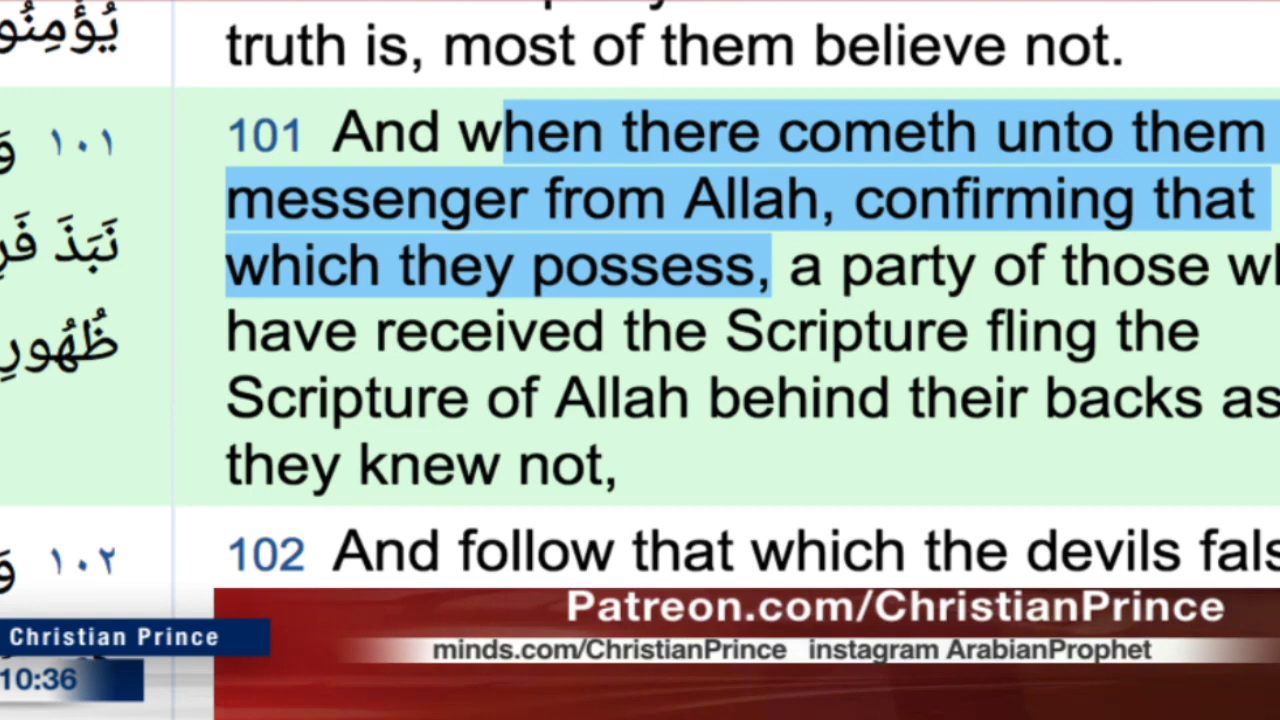 يُؤْمِنُو
truth is, most of them believe not.
١٠١
101 And when there cometh unto them
messenger from Allah, confirming that
نَبَذَ
which they possess, a party of those
have received the Scripture fling the
Scripture of Allah behind their backs as
they knew not,
١٠٢
102 And follow that which the devils
Patreon.com/ChristianPrince
Christian Prince
minds.com/ChristianPrince instagram ArabianProphet
10:36